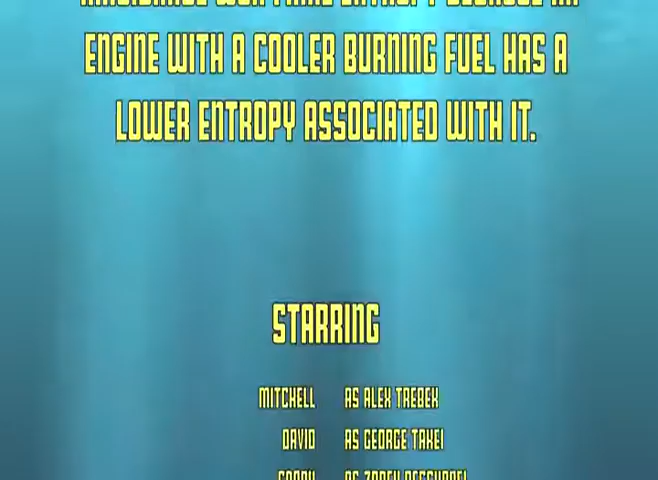 ENGINE WITH A COOLER BURNING FUEL HAS A
LOWER ENTROPY ASSOCIATED WITH IT.
STARRING
MITCHELL AS ALEX TREBEK
DAVID AS GEORGE TAKEI